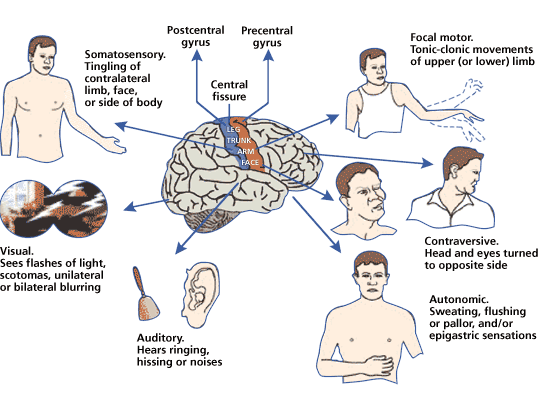 Postcentral
gyrus
Precentral
gyrus
Central
fissure
Somatosensory.
Tingling of
contralateral
limb, face,
or side of body
Focal motor.
Tonic-clonic movements
of upper (or lower) limb
LEG
TRUNK
ARM
FACE
Visual.
Sees flashes of light,
scotomas, unilateral
or bilateral blurring
Auditory.
Hears ringing,
hissing or noises
Contraversive.
Head and eyes turned
to opposite side
Autonomic.
Sweating, flushing
or pallor, and/or
epigastric sensations